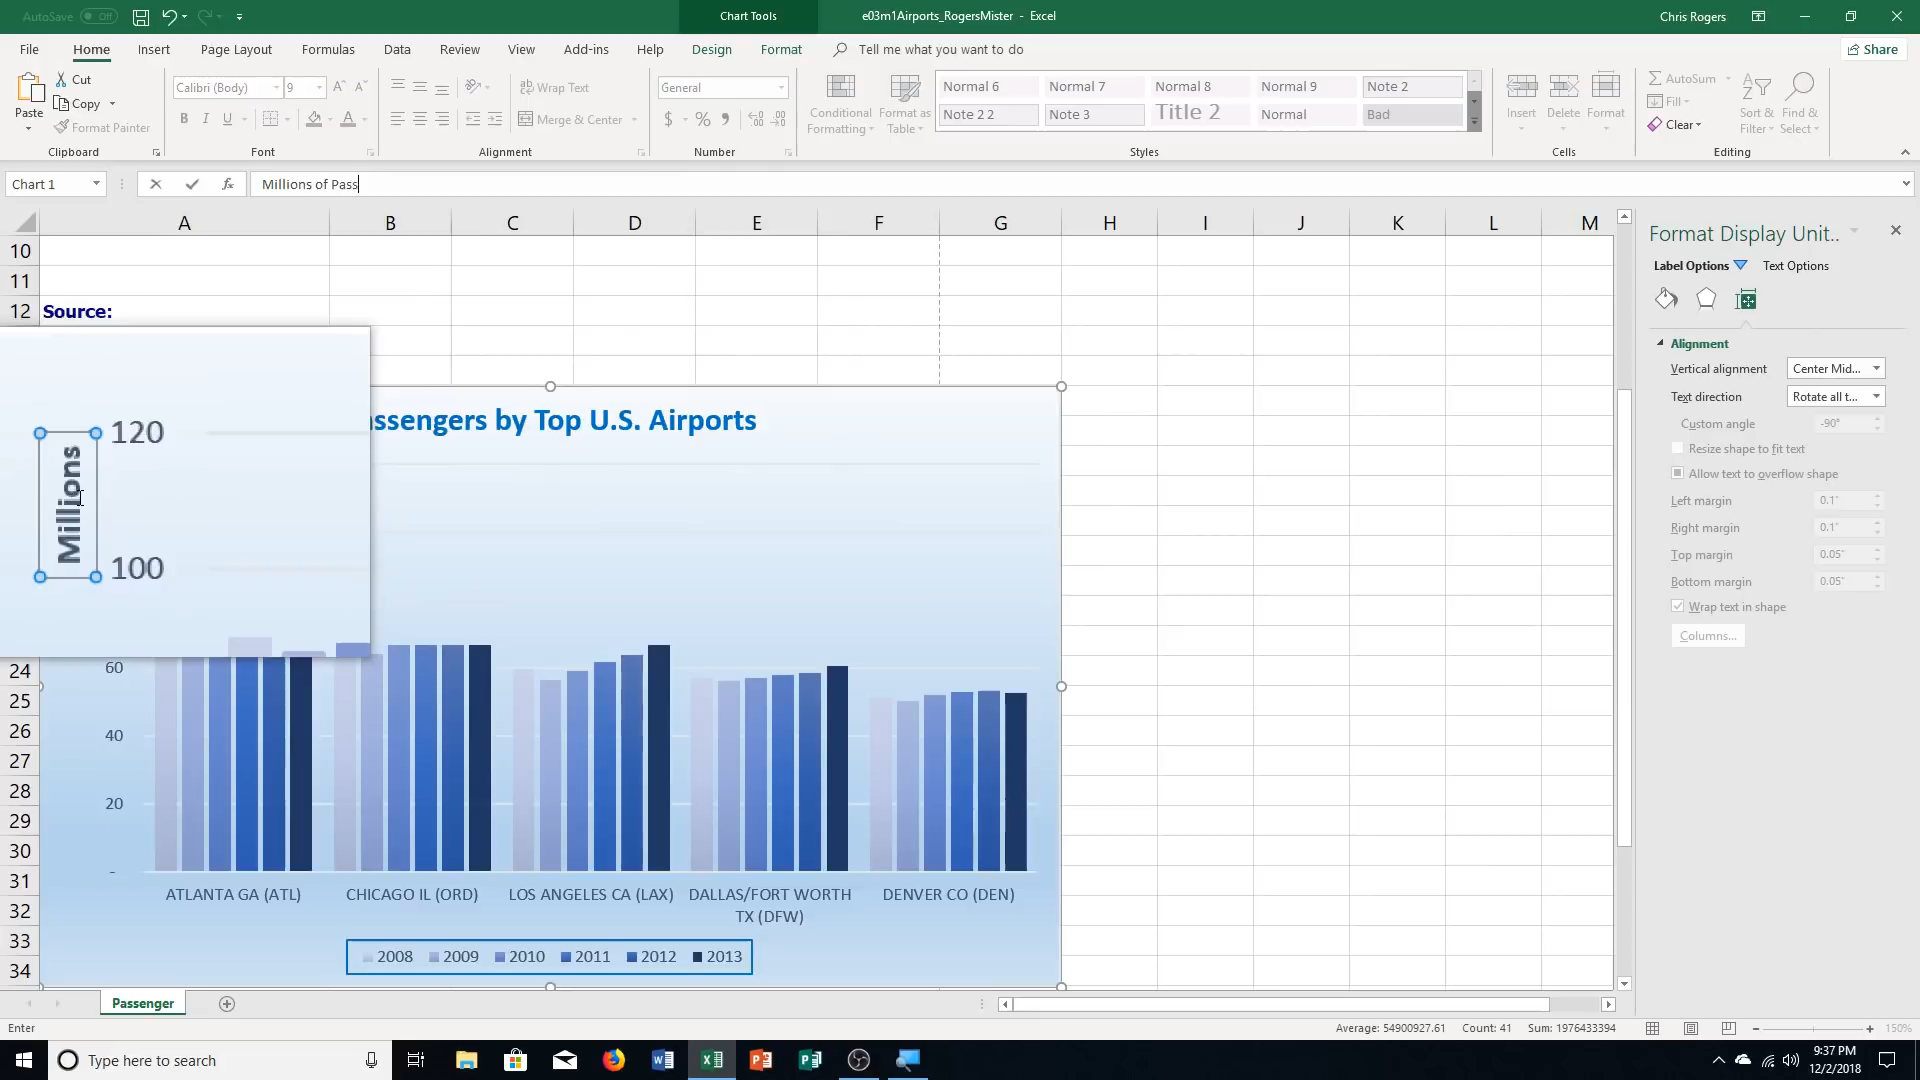 AutoSave Off Chart Tools e03m1Airports_RogersMister - Excel Chris Rogers
File Home Insert Page Layout Formulas Data Review View Add-ins Help Design Format Tell me what you want to do Share
Paste
Cut
Copy
Format Painter
Clipboard
Calibri (Body) 9
B I U
Font
Wrap Text
Merge & Center
Alignment
General
$ % ,
Number
Conditional Formatting
Format as Table
Normal 6 Normal 7 Normal 8 Normal 9 Note 2
Note 2 2 Note 3 Title 2 Normal Bad
Styles
Insert Delete Format
Cells
AutoSum
Fill
Clear
Sort & Filter
Find & Select
Editing
Chart 1 fx Millions of Pass
A B C D E F G H I J K L M
10
11
12 Source:
24
25
26
27
28
29
30
31
32
33
34
assengers by Top U.S. Airports
Millions
120
100
60
40
20
-
ATLANTA GA (ATL) CHICAGO IL (ORD) LOS ANGELES CA (LAX) DALLAS/FORT WORTH TX (DFW) DENVER CO (DEN)
2008 2009 2010 2011 2012 2013
Format Display Unit..
Label Options Text Options
Alignment
Vertical alignment Center Mid...
Text direction Rotate all t...
Custom angle -90°
Resize shape to fit text
Allow text to overflow shape
Left margin 0.1"
Right margin 0.1"
Top margin 0.05"
Bottom margin 0.05"
Wrap text in shape
Columns...
Passenger
Enter Average: 54900927.61 Count: 41 Sum: 1976433394 150%
Type here to search
9:37 PM
12/2/2018